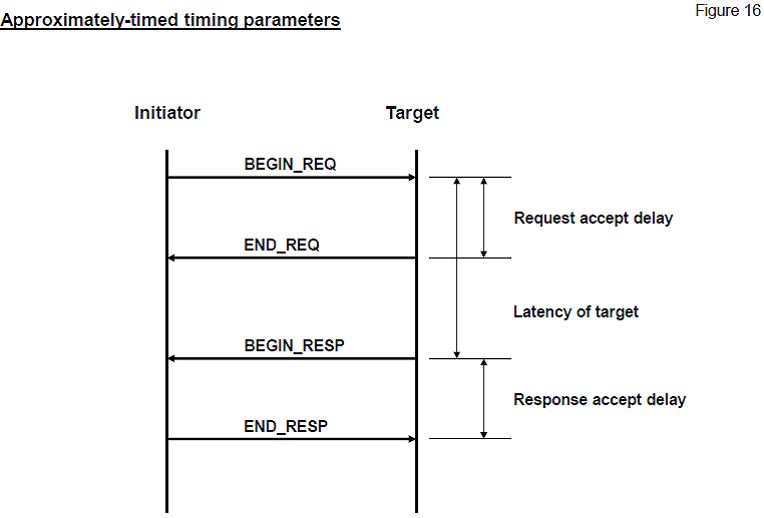 Figure 16
Approximately-timed timing parameters
Initiator
Target
BEGIN_REQ
Request accept delay
END_REQ
Latency of target
BEGIN_RESP
Response accept delay
END_RESP